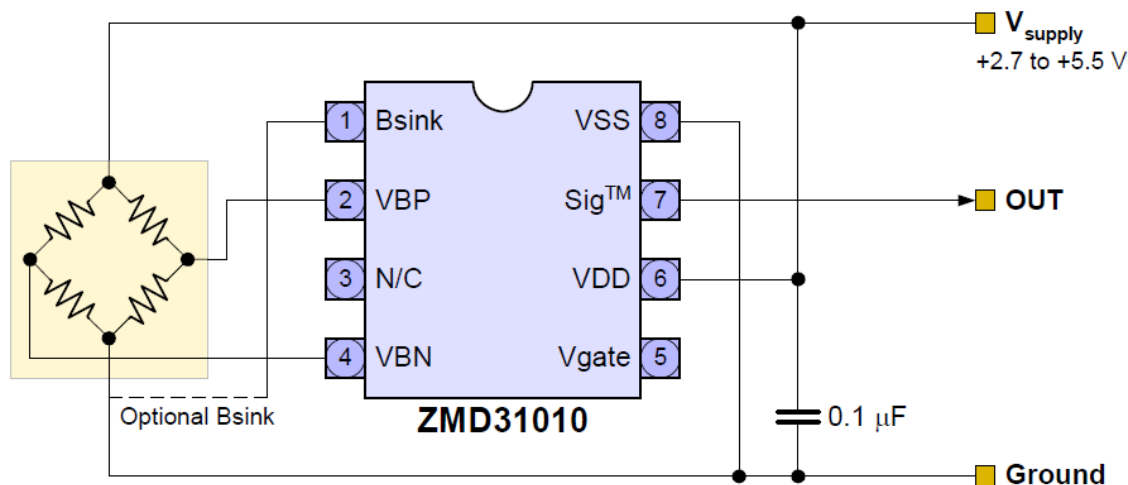 V_supply
+2.7 to +5.5 V
1 Bsink VSS 8
2 VBP Sig™ 7
OUT
3 N/C VDD 6
4 VBN Vgate 5
Optional Bsink
ZMD31010
0.1 µF
Ground